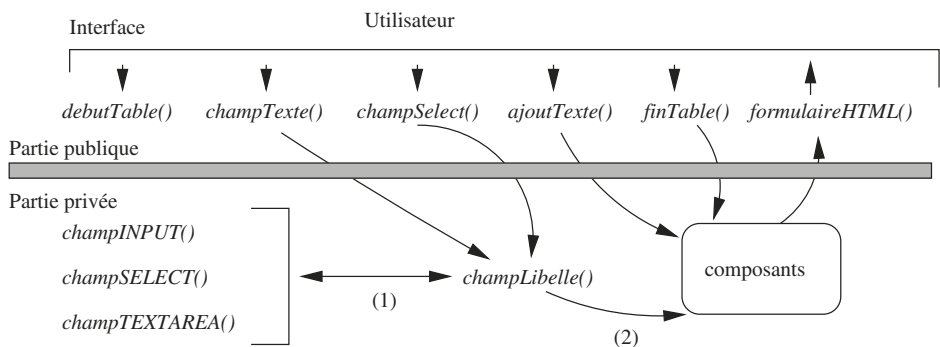 Interface
Utilisateur
debutTable() champTexte() champSelect() ajoutTexte() finTable() formulaireHTML()
Partie publique
Partie privée
champINPUT()
champSELECT()
champTEXTAREA()
(1)
champLibelle()
(2)
composants